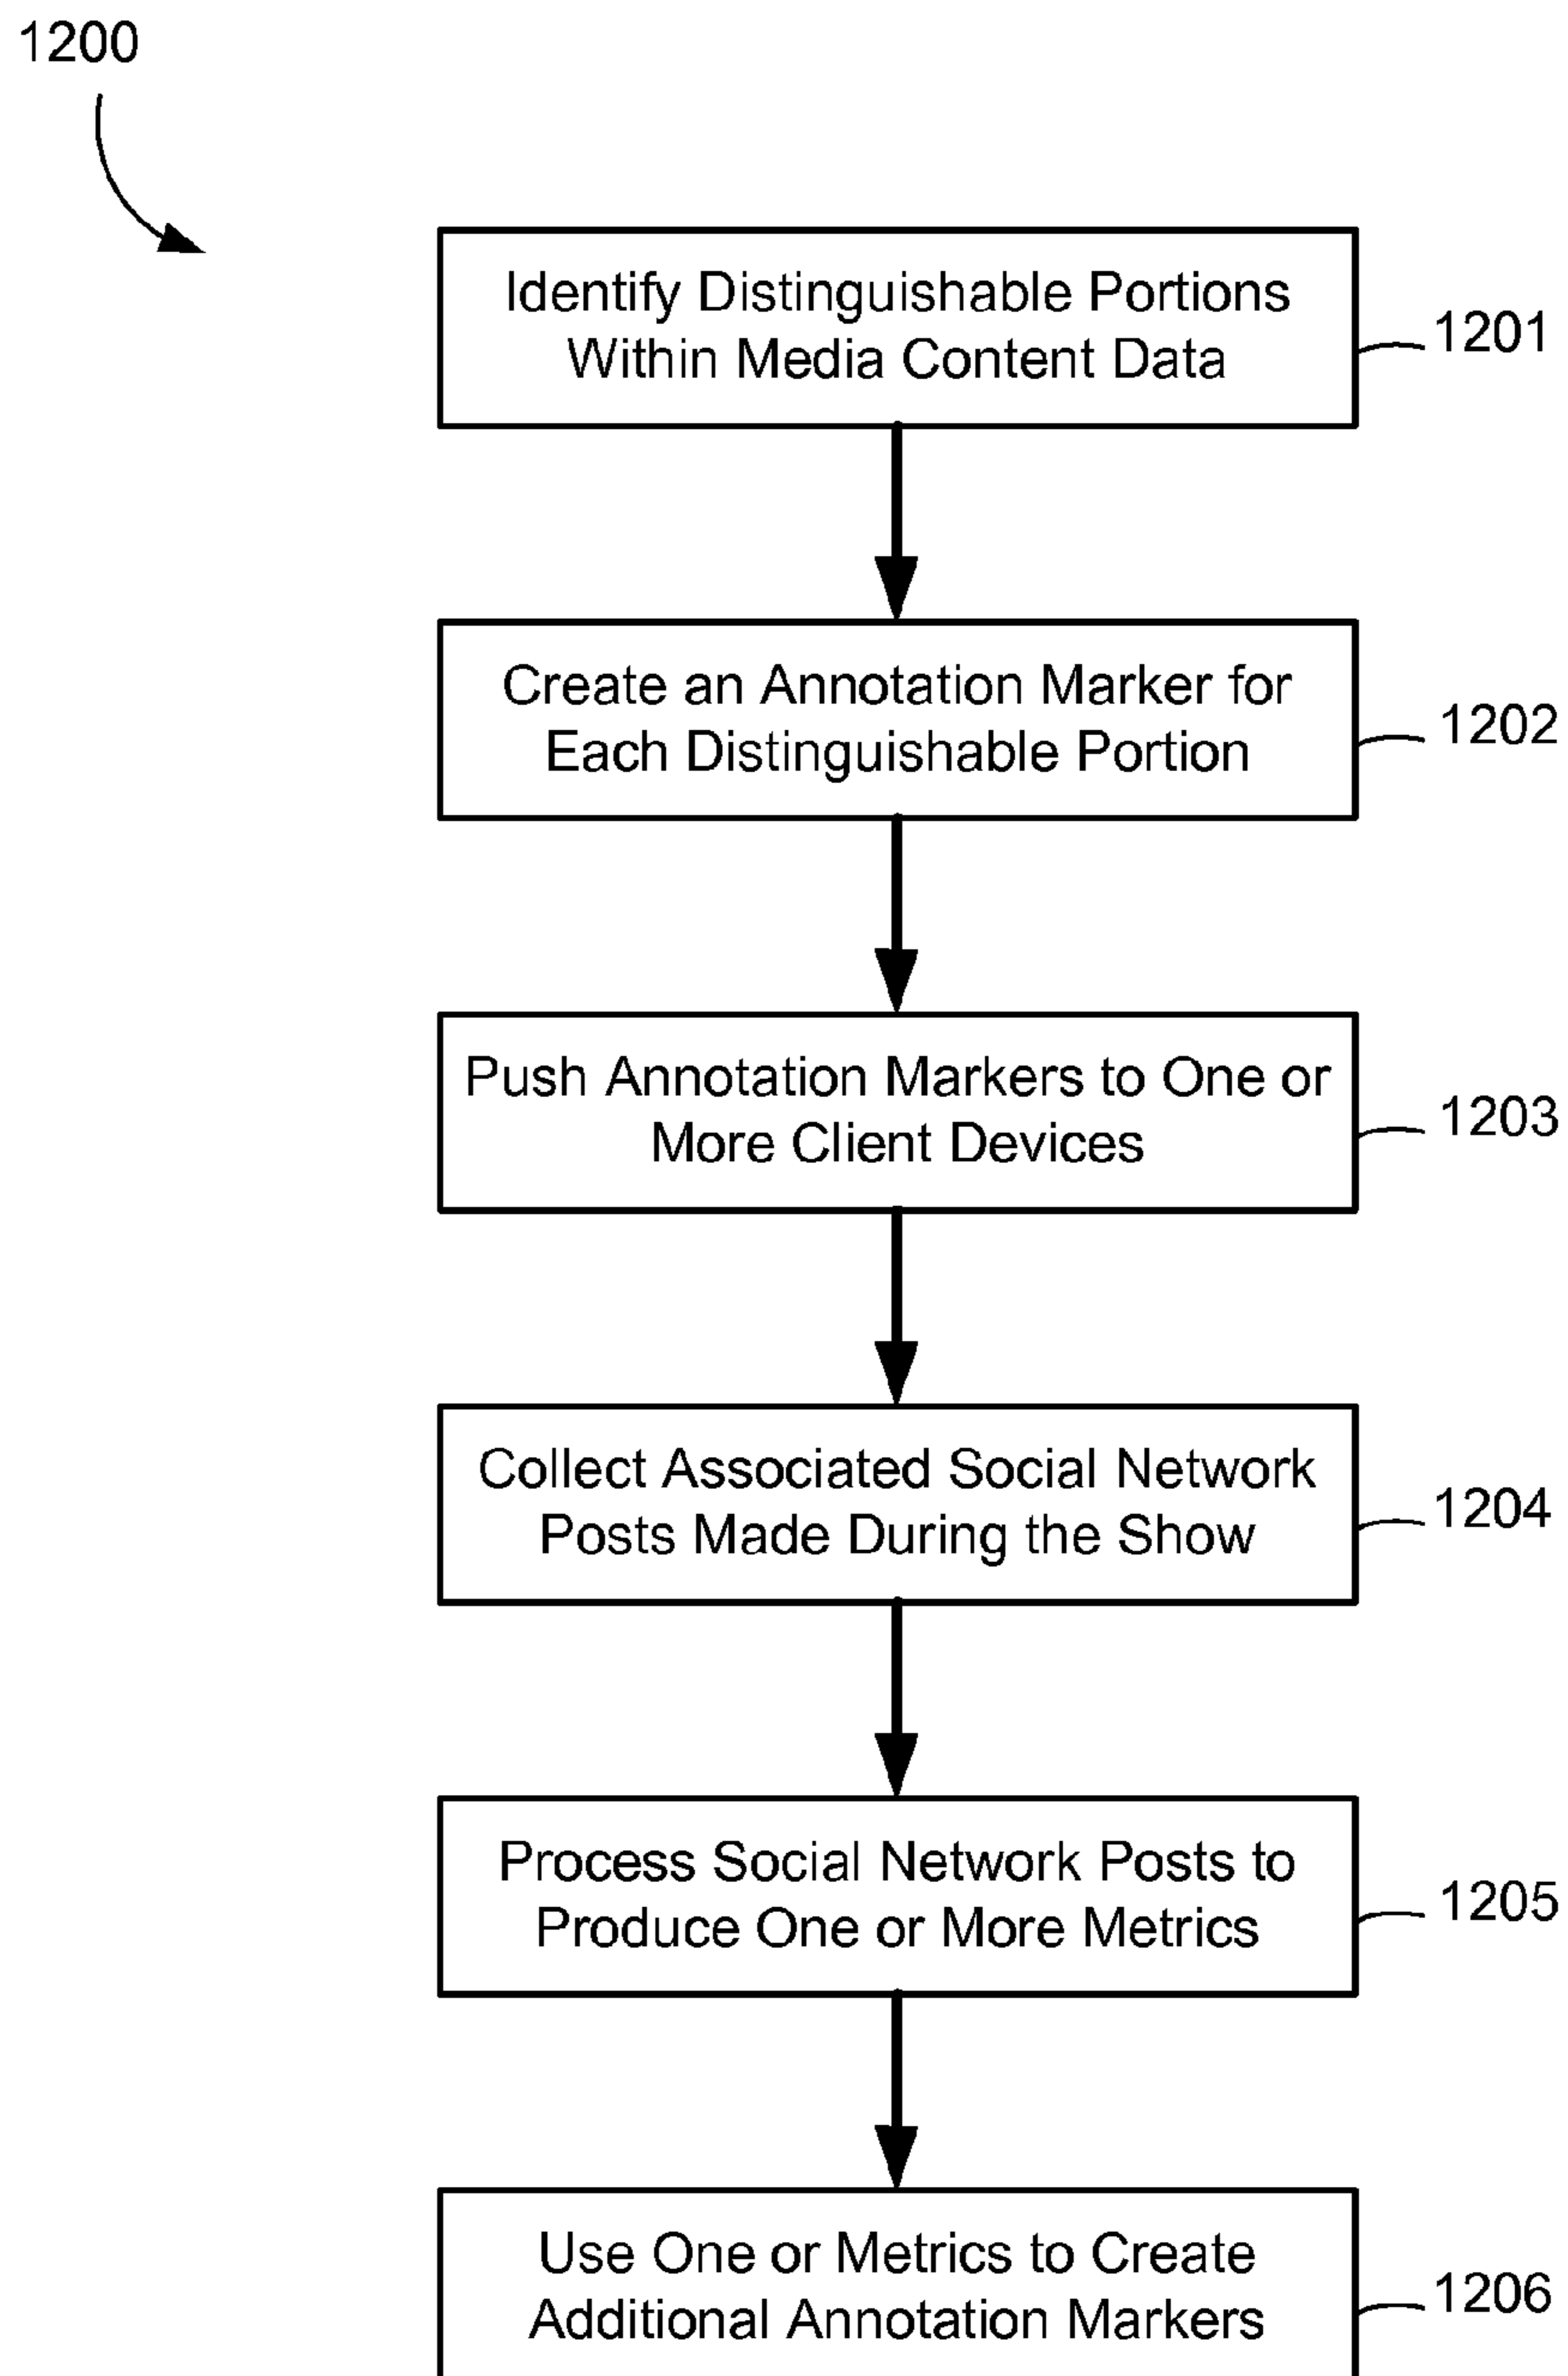 1200
Identify Distinguishable Portions
Within Media Content Data
1201
Create an Annotation Marker for
Each Distinguishable Portion
1202
Push Annotation Markers to One or
More Client Devices
1203
Collect Associated Social Network
Posts Made During the Show
1204
Process Social Network Posts to
Produce One or More Metrics
1205
Use One or Metrics to Create
Additional Annotation Markers
1206